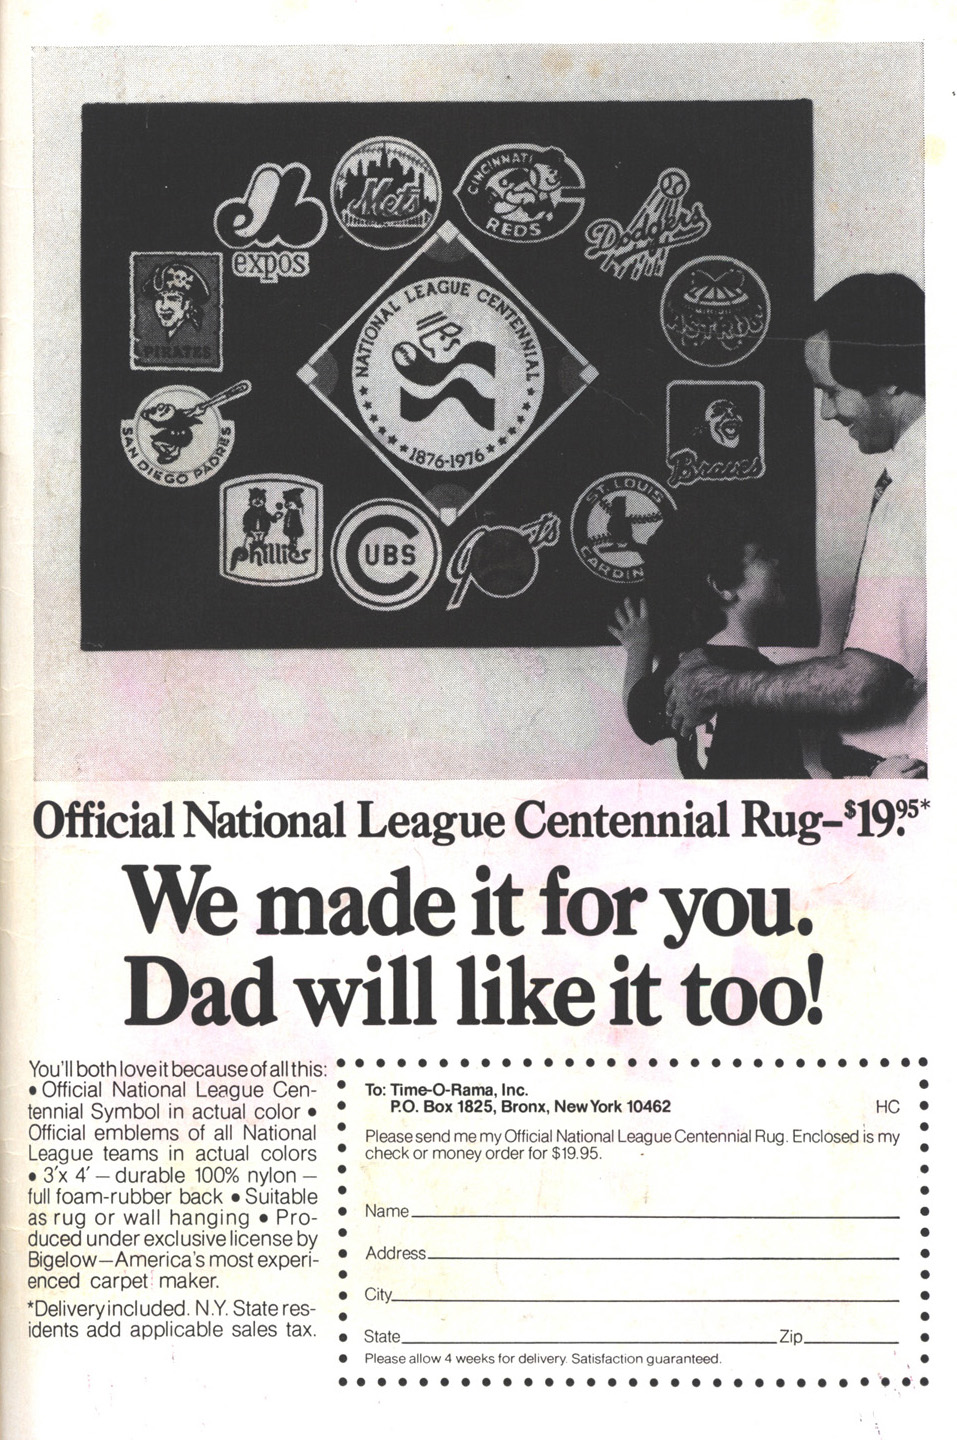 expos
Mets
CINCINNATI
REDS
Dodgers
ASTROS
PIRATES
NATIONAL LEAGUE CENTENNIAL
1876-1976
SAN DIEGO PADRES
Braves
phillies
CUBS
Giants
ST. LOUIS
CARDIN
Official National League Centennial Rug–$19.95*
We made it for you.
Dad will like it too!
You'll both love it because of all this:
• Official National League Cen-
tennial Symbol in actual color •
Official emblems of all National
League teams in actual colors
• 3'x 4' – durable 100% nylon –
full foam-rubber back • Suitable
as rug or wall hanging • Pro-
duced under exclusive license by
Bigelow—America's most experi-
enced carpet maker.
*Delivery included. N.Y. State res-
idents add applicable sales tax.
To: Time-O-Rama, Inc.
P.O. Box 1825, Bronx, New York 10462
HC
Please send me my Official National League Centennial Rug. Enclosed is my
check or money order for $19.95.
Name
Address
City
State Zip
Please allow 4 weeks for delivery. Satisfaction guaranteed.